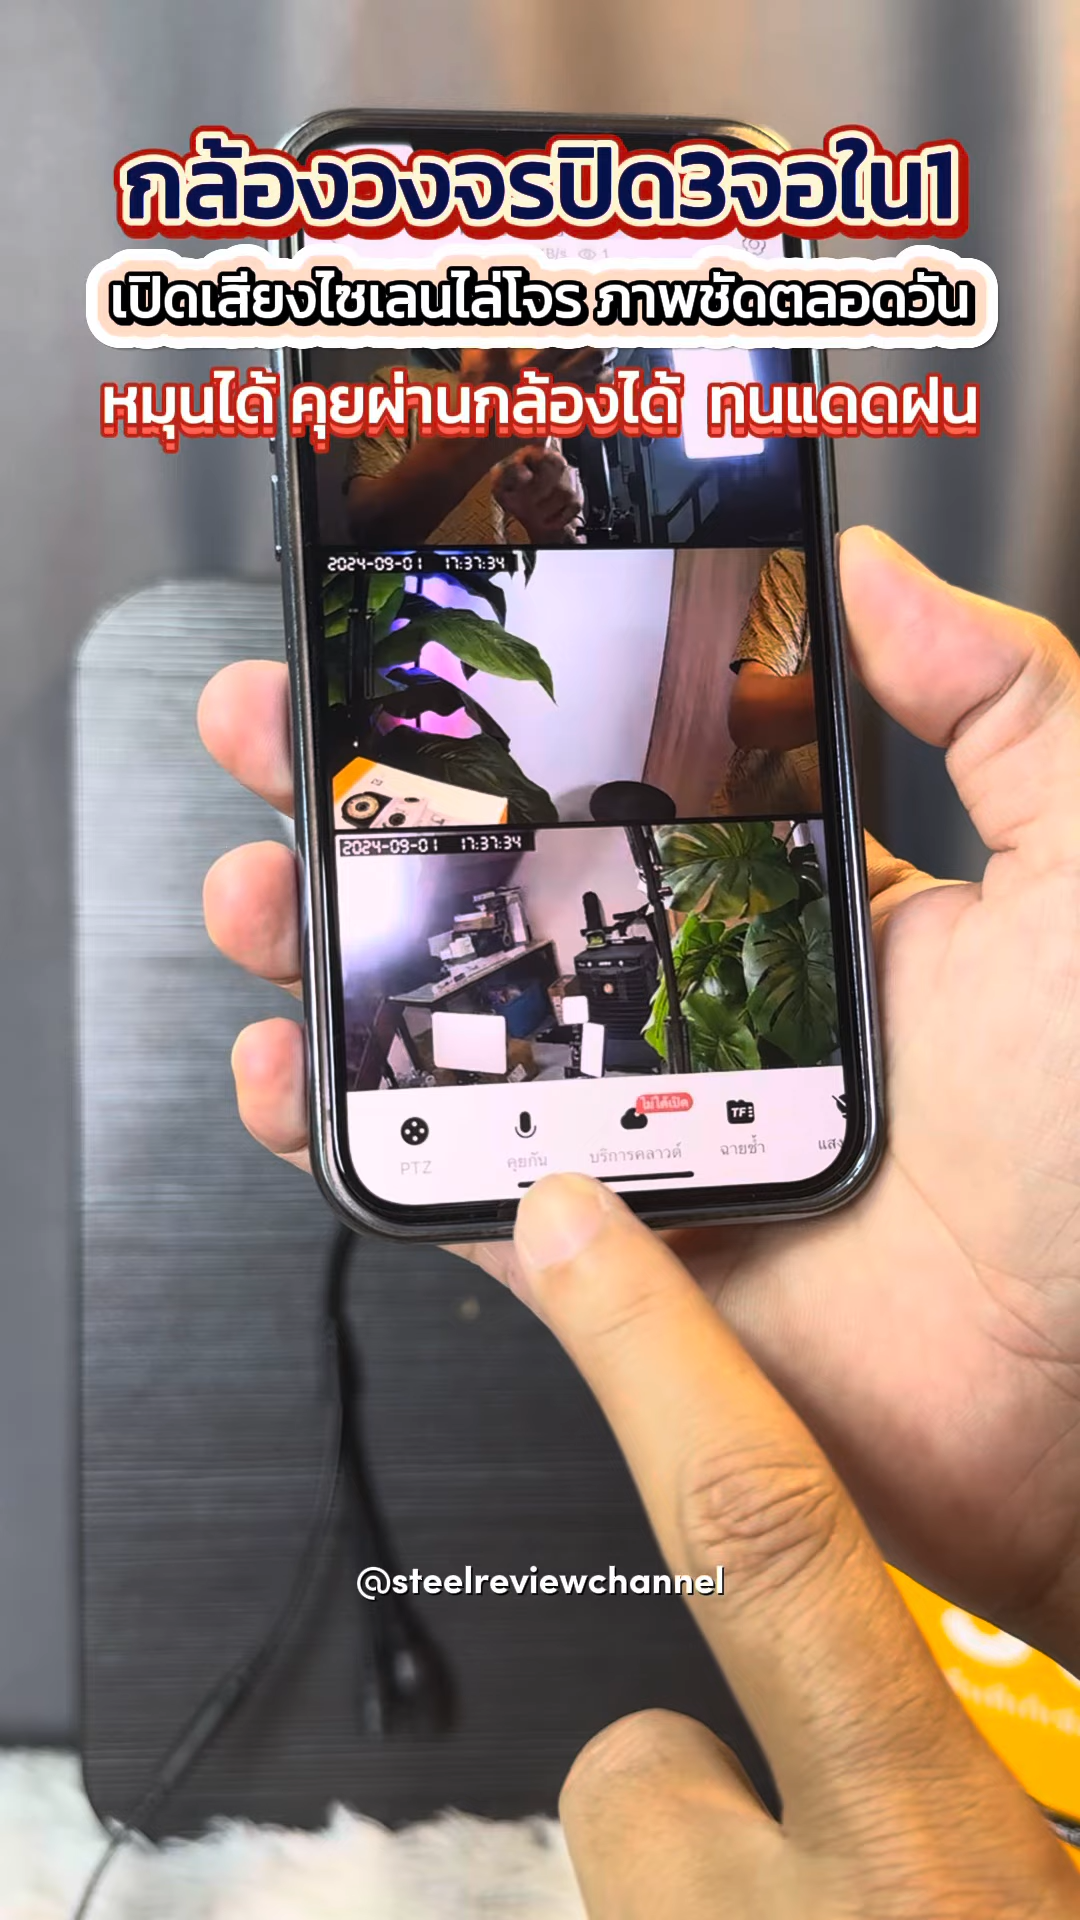 กล้องวงจรปิด3จอใน1
B/s 1
เปิดเสียงไซเลนไล่โจร ภาพชัดตลอดวัน
หมุนได้ คุยผ่านกล้องได้ ทนแดดฝน
2024-09-01 17:37:34
2024-09-01 17:37:34
ไม่ได้เปิด
TF
PTZ
คุยกัน
บริการคลาวด์
ฉายซ้ำ
แสง
@steelreviewchannel